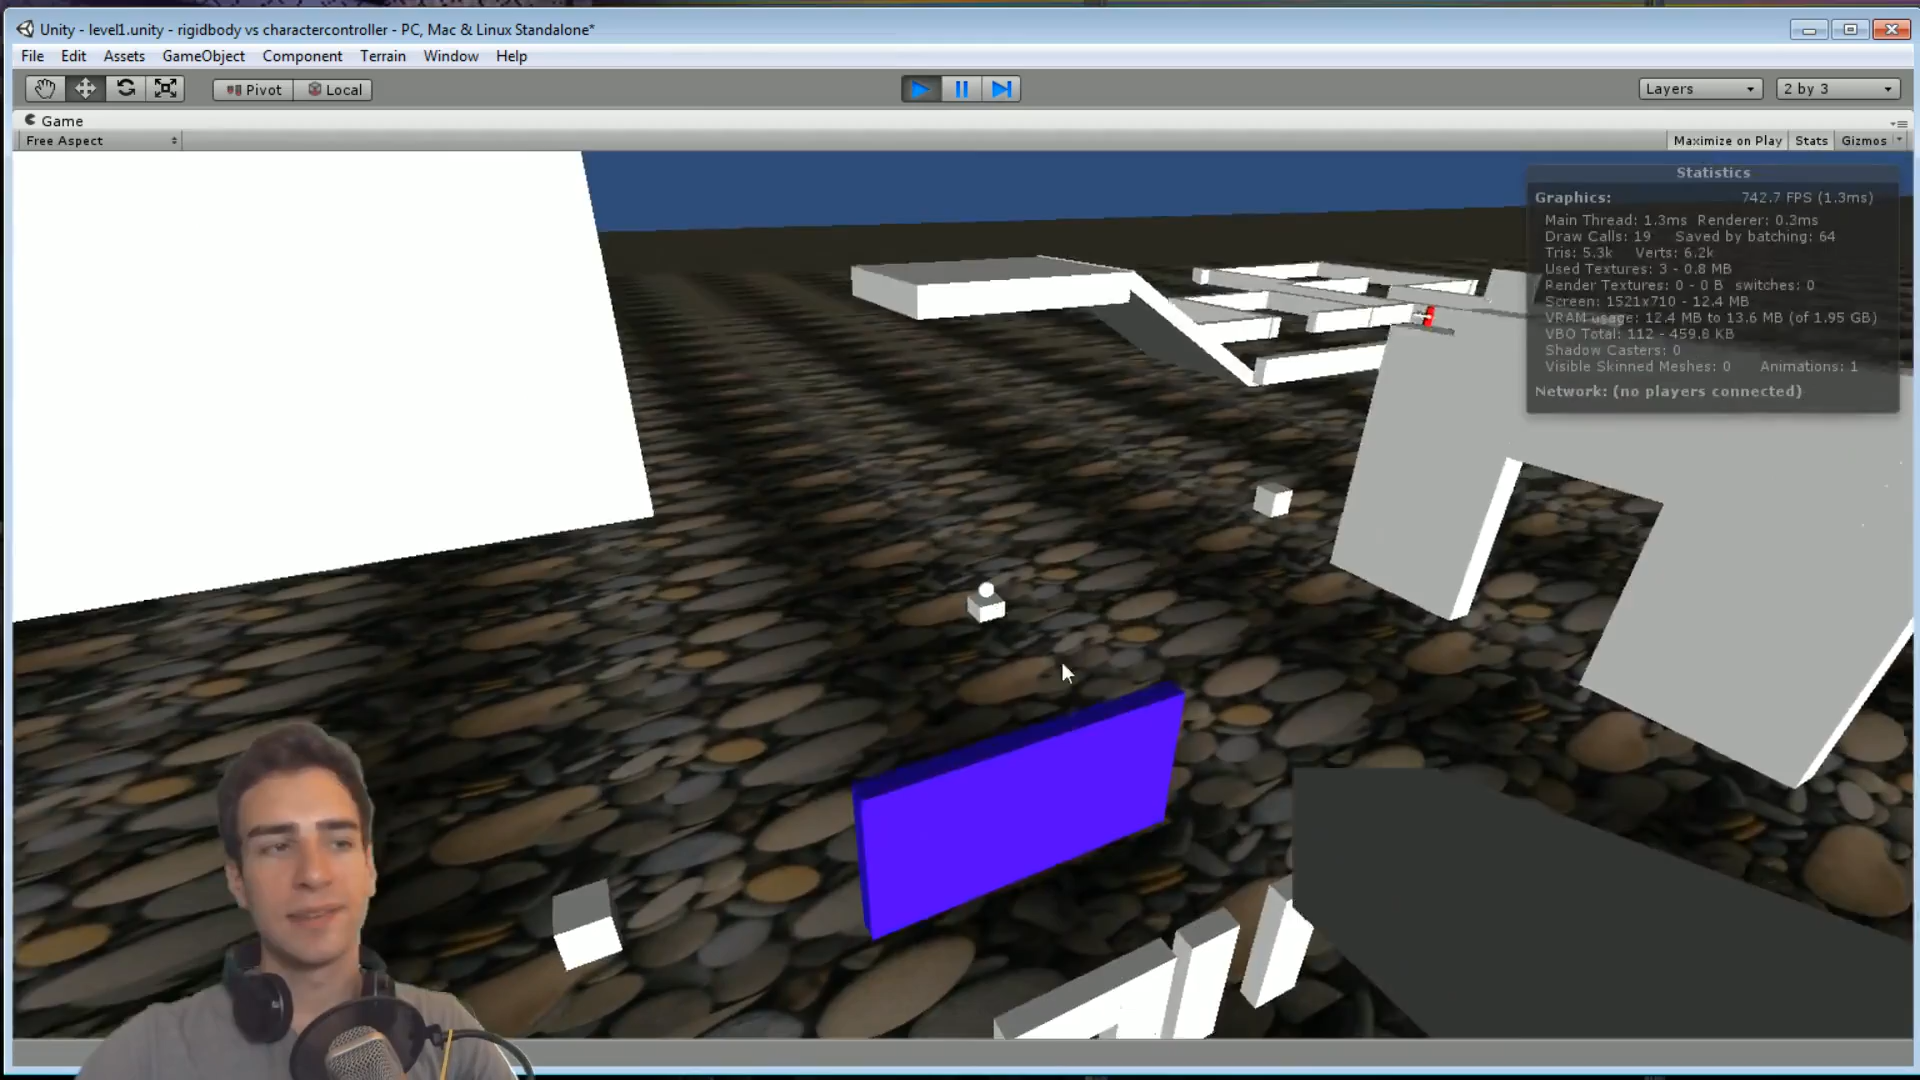 Unity - level1.unity - rigidbody vs charactercontroller - PC, Mac & Linux Standalone*
File Edit Assets GameObject Component Terrain Window Help
Pivot Local Layers 2 by 3
Game
Free Aspect Maximize on Play Stats Gizmos
Statistics
Graphics: 742.7 FPS (1.3ms)
Main Thread: 1.3ms Renderer: 0.3ms
Draw Calls: 19 Saved by batching: 64
Tris: 5.3k Verts: 6.2k
Used Textures: 3 - 0.8 MB
Render Textures: 0 - 0 B switches: 0
Screen: 1521x710 - 12.4 MB
VRAM usage: 12.4 MB to 13.6 MB (of 1.95 GB)
VBO Total: 112 - 459.8 KB
Shadow Casters: 0
Visible Skinned Meshes: 0 Animations: 1
Network: (no players connected)